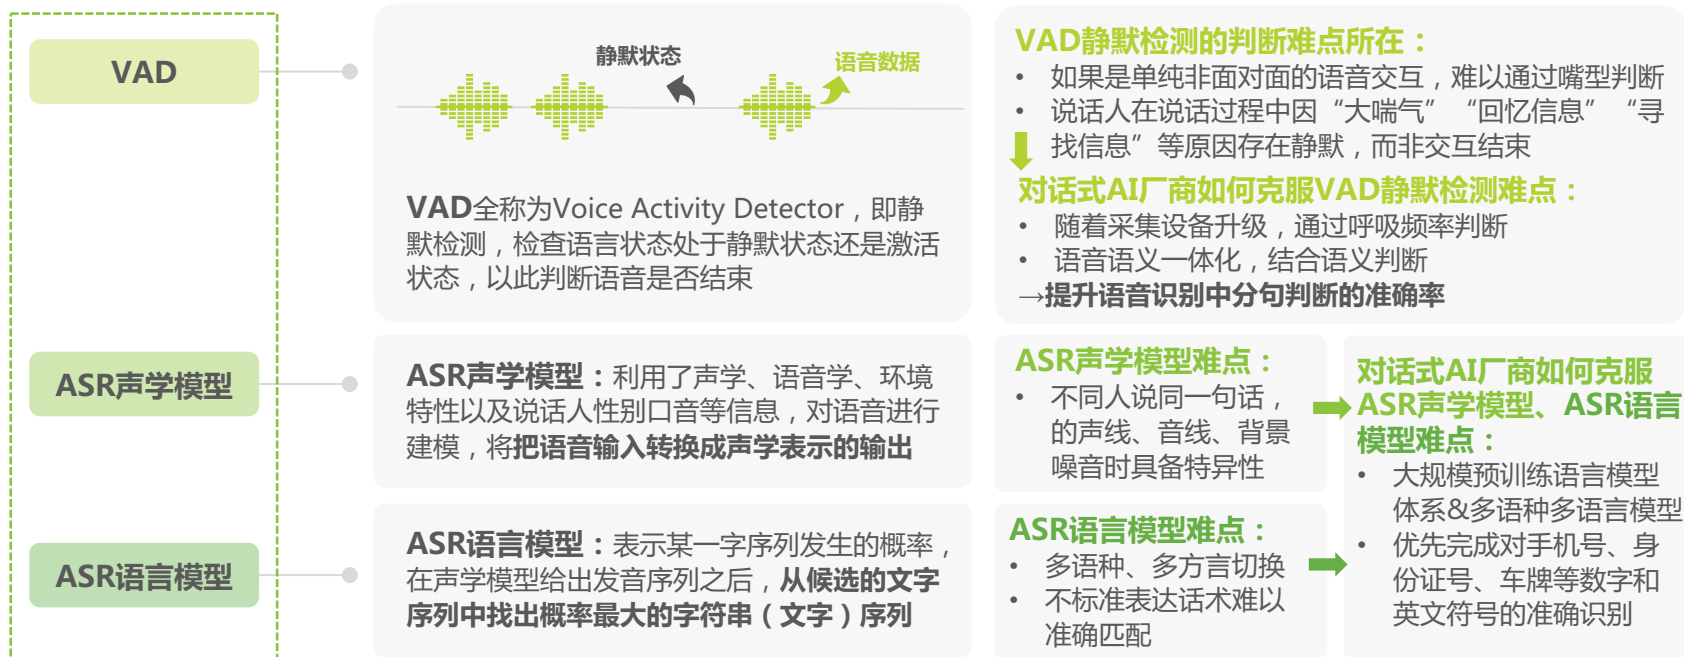 VAD
静默状态
语音数据
VAD全称为Voice Activity Detector，即静
默检测，检查语言状态处于静默状态还是激活
状态，以此判断语音是否结束
VAD静默检测的判断难点所在：
• 如果是单纯非面对面的语音交互，难以通过嘴型判断
• 说话人在说话过程中因“大喘气”“回忆信息”“寻
找信息”等原因存在静默，而非交互结束
对话式AI厂商如何克服VAD静默检测难点：
• 随着采集设备升级，通过呼吸频率判断
• 语音语义一体化，结合语义判断
→提升语音识别中分句判断的准确率
ASR声学模型
ASR声学模型：利用了声学、语音学、环境
特性以及说话人性别口音等信息，对语音进行
建模，将把语音输入转换成声学表示的输出
ASR声学模型难点：
• 不同人说同一句话，
的声线、音线、背景
噪音时具备特异性
ASR语言模型
ASR语言模型：表示某一字序列发生的概率，
在声学模型给出发音序列之后，从候选的文字
序列中找出概率最大的字符串（文字）序列
ASR语言模型难点：
• 多语种、多方言切换
• 不标准表达话术难以
准确匹配
对话式AI厂商如何克服
ASR声学模型、ASR语言
模型难点：
• 大规模预训练语言模型
体系&多语种多语言模型
• 优先完成对手机号、身
份证号、车牌等数字和
英文符号的准确识别